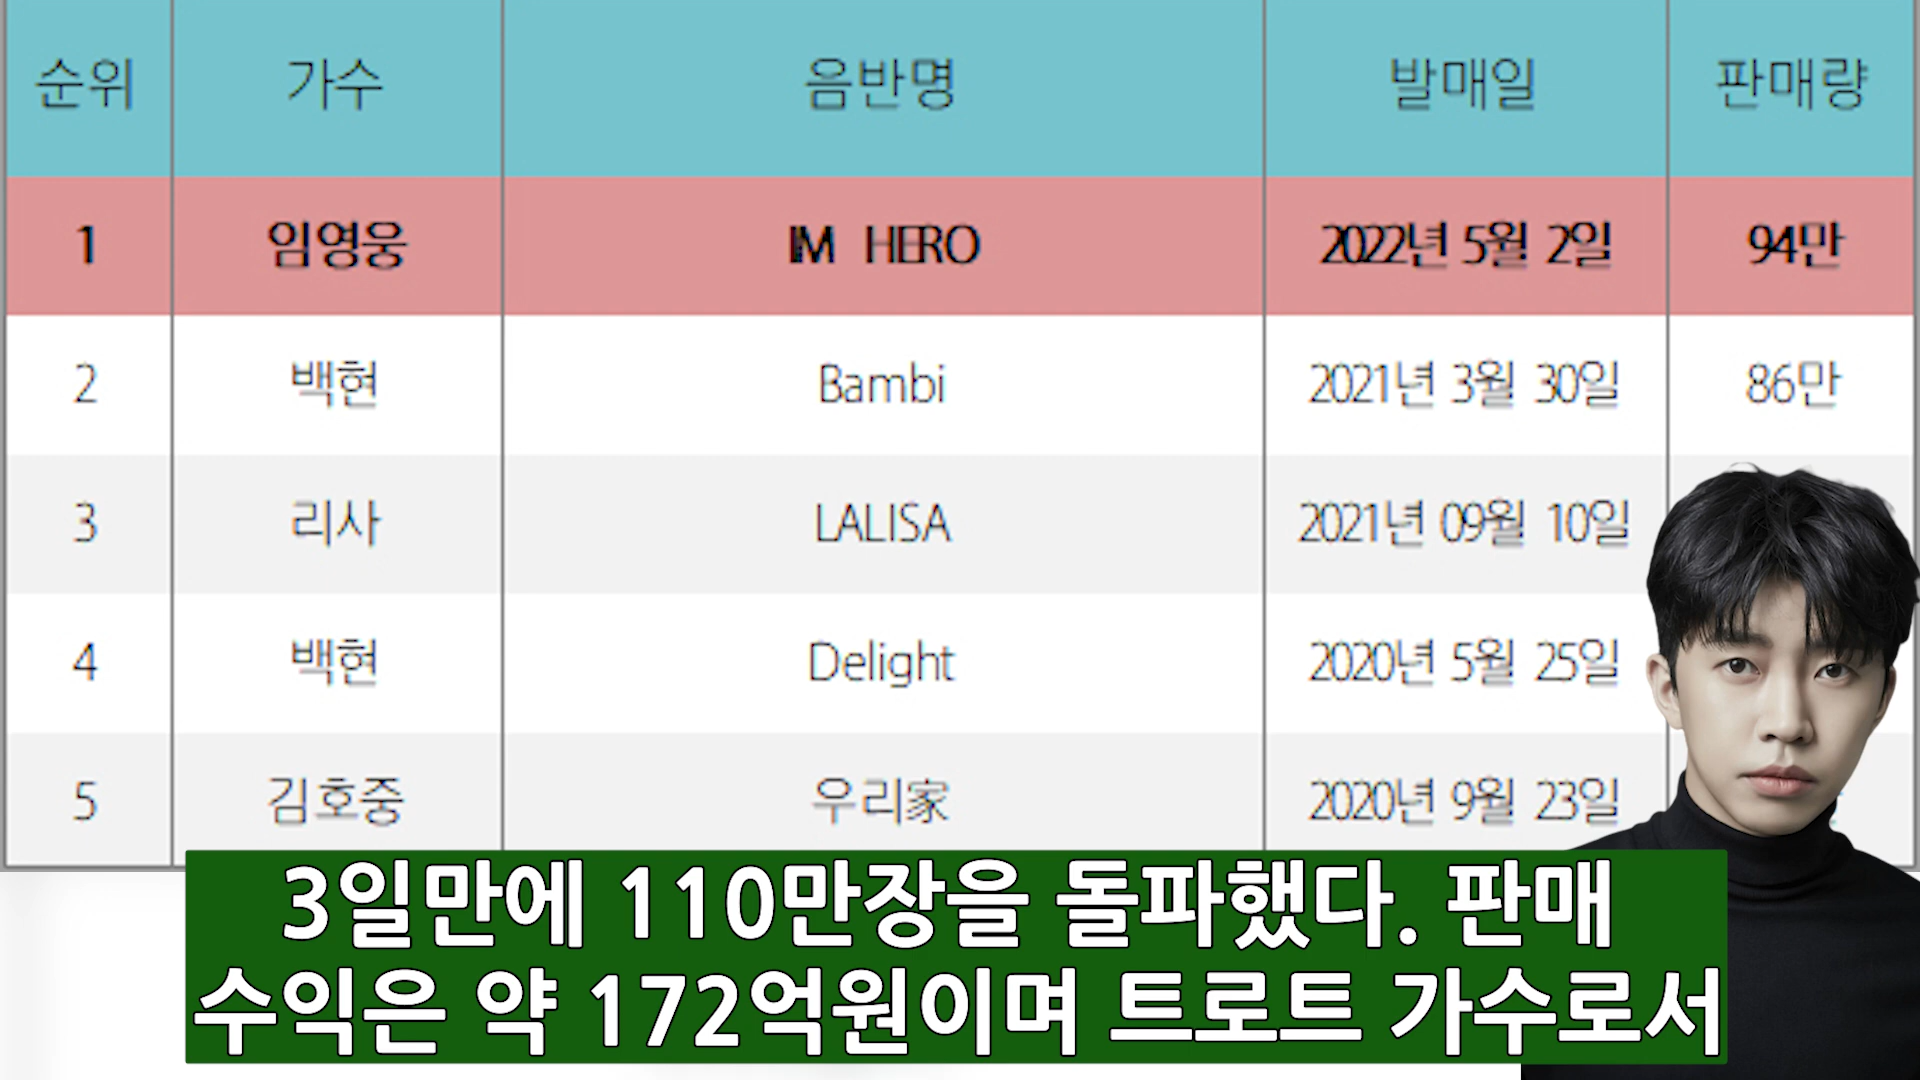 순위 가수 음반명 발매일 판매량
1 임영웅 IM HERO 2022년 5월 2일 94만
2 백현 Bambi 2021년 3월 30일 86만
3 리사 LALISA 2021년 09월 10일
4 백현 Delight 2020년 5월 25일
5 김호중 우리家 2020년 9월 23일
3일만에 110만장을 돌파했다. 판매
수익은 약 172억원이며 트로트 가수로서